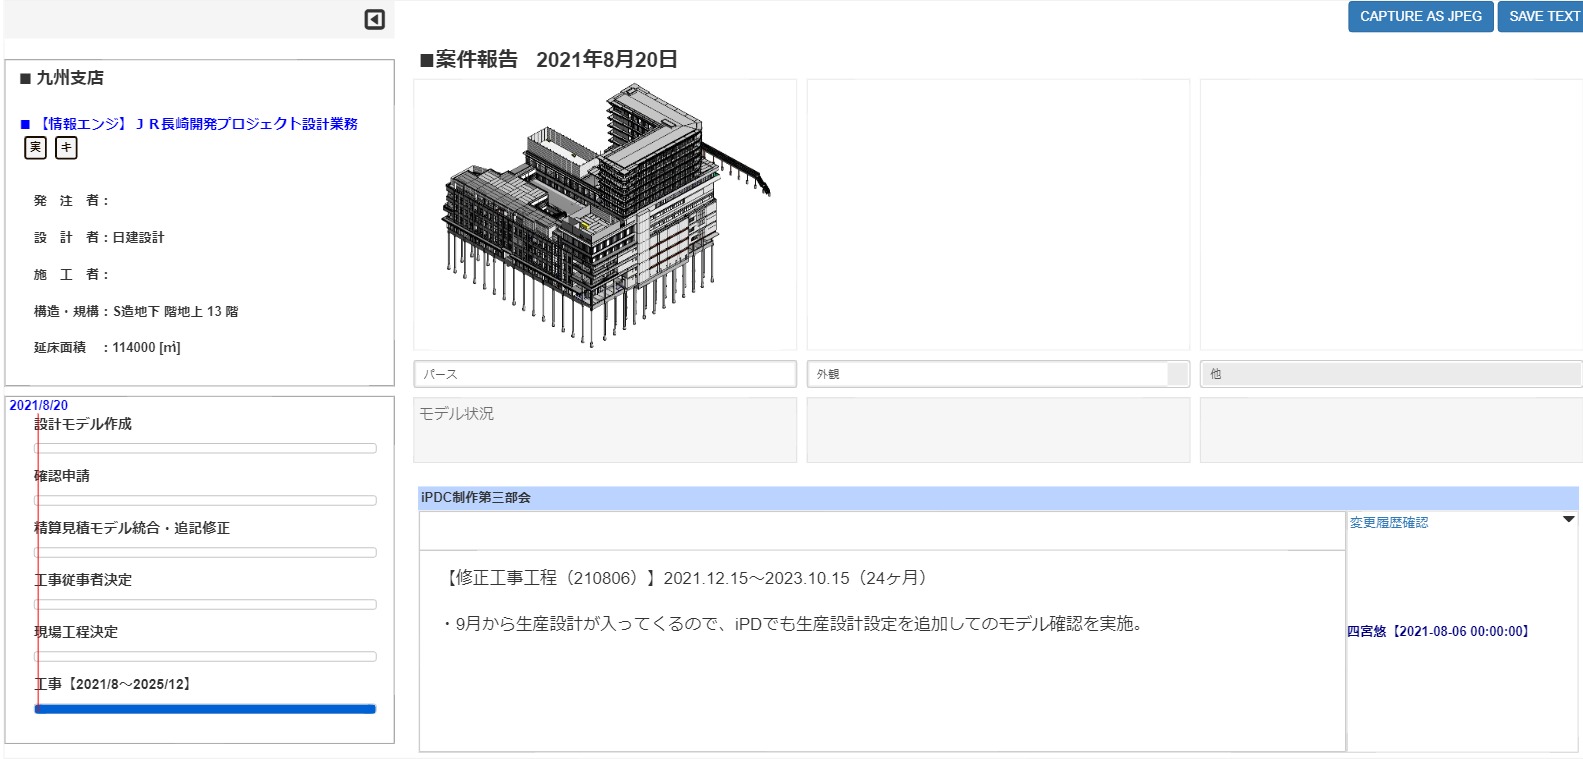 CAPTURE AS JPEG
SAVE TEXT
■ 九州支店
■ 【情報エンジ】ＪＲ長崎開発プロジェクト設計業務
実 キ
発　注　者：
設　計　者：日建設計
施　工　者：
構造・規模：S造地下 階地上 13 階
延床面積　：114000 [㎡]
2021/8/20
設計モデル作成
確認申請
精算見積モデル統合・追記修正
工事従事者決定
現場工程決定
工事【2021/8～2025/12】
■案件報告　2021年8月20日
パース
外観
他
モデル状況
iPDC制作第三部会
変更履歴確認
【修正工事工程（210806）】2021.12.15～2023.10.15（24ヶ月）
・9月から生産設計が入ってくるので、iPDでも生産設計設定を追加してのモデル確認を実施。
四宮悠【2021-08-06 00:00:00】